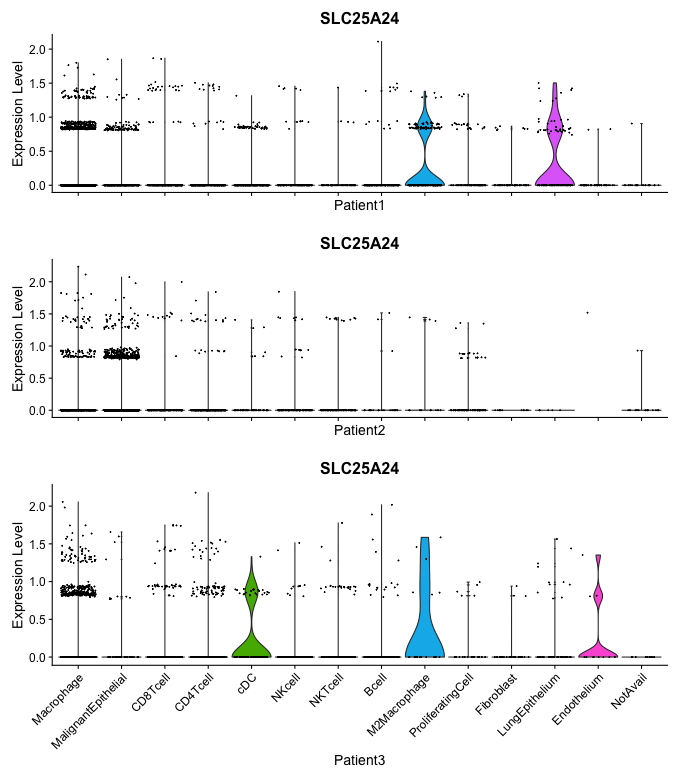 SLC25A24
2.0
1.5
1.0
0.5
0.0
Expression Level
Patient1
SLC25A24
2.0
1.5
1.0
0.5
0.0
Expression Level
Patient2
SLC25A24
2.0
1.5
1.0
0.5
0.0
Expression Level
Macrophage
MalignantEpithelial
CD8Tcell
CD4Tcell
cDC
NKcell
NKTcell
Bcell
M2Macrophage
ProliferatingCell
Fibroblast
LungEpithelium
Endothelium
NotAvail
Patient3